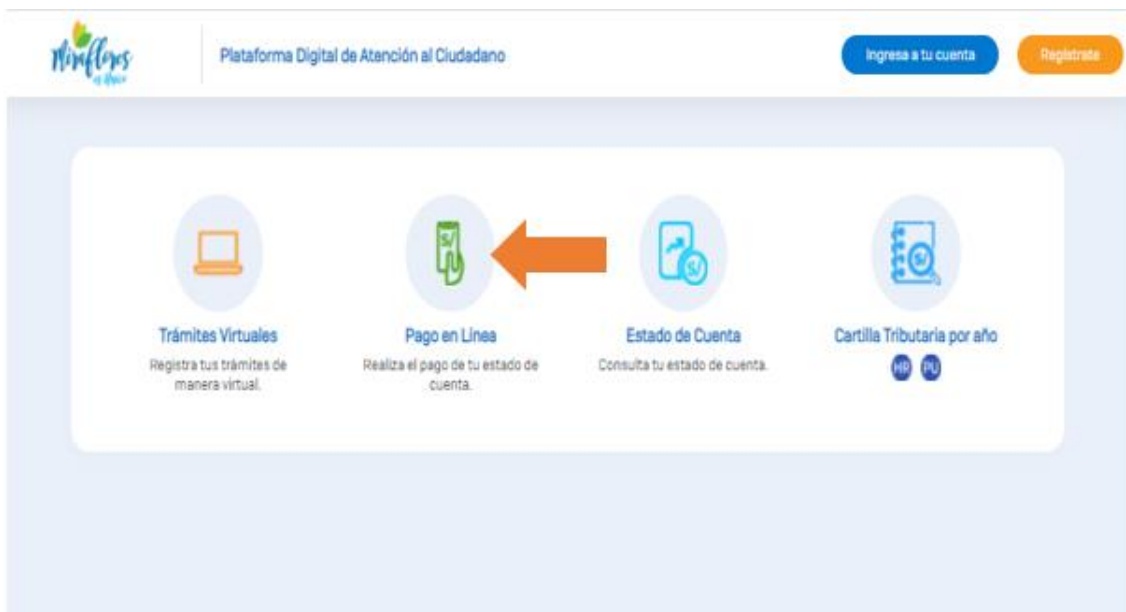 Miraflores
Plataforma Digital de Atención al Ciudadano
Ingresa a tu cuenta
Regístrate
S/
S/
S/
Trámites Virtuales
Registra tus trámites de
manera virtual.
Pago en Línea
Realiza el pago de tu estado de
cuenta.
Estado de Cuenta
Consulta tu estado de cuenta.
Cartilla Tributaria por año
HR PU